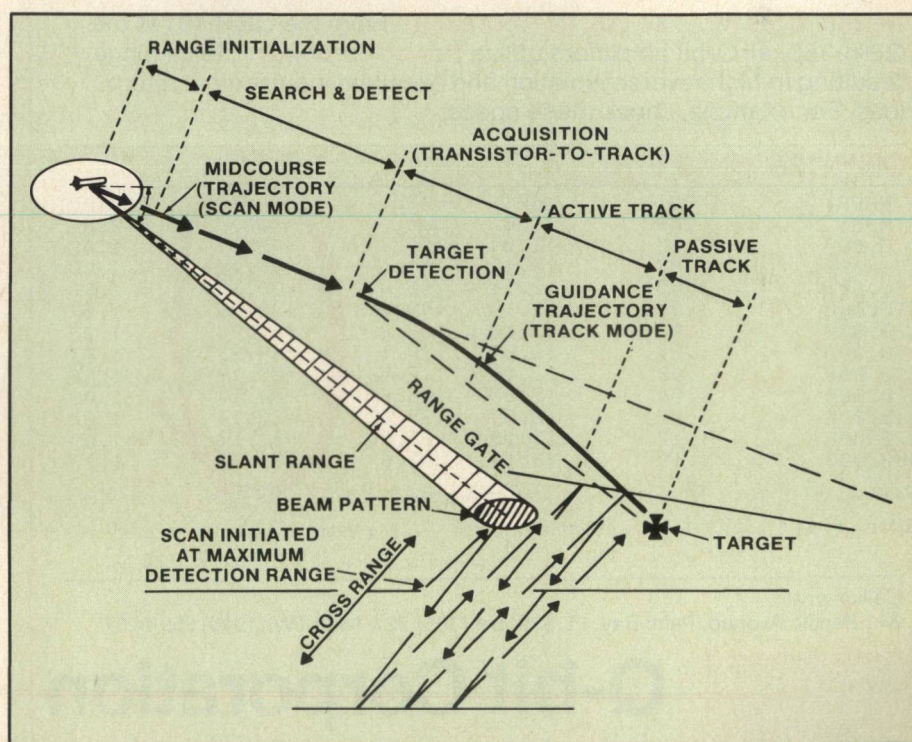 RANGE INITIALIZATION
SEARCH & DETECT
ACQUISITION
(TRANSISTOR-TO-TRACK)
MIDCOURSE
(TRAJECTORY
(SCAN MODE)
ACTIVE TRACK
PASSIVE
TRACK
TARGET
DETECTION
GUIDANCE
TRAJECTORY
(TRACK MODE)
RANGE GATE
SLANT RANGE
BEAM PATTERN
SCAN INITIATED
AT MAXIMUM
DETECTION RANGE
CROSS RANGE
TARGET